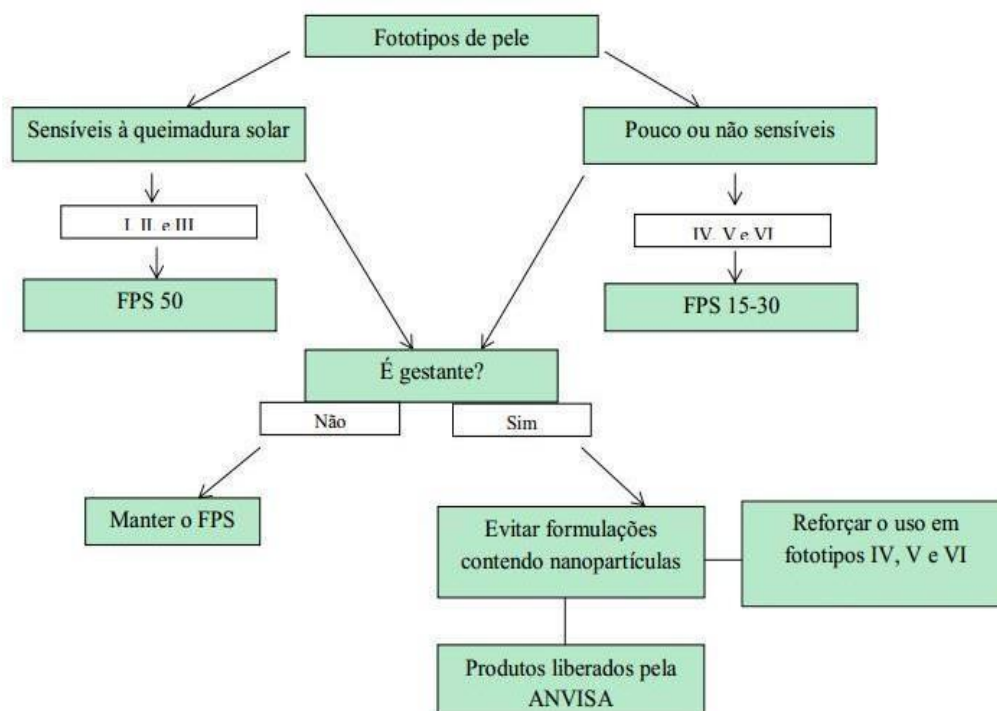 Fototipos de pele
Sensíveis à queimadura solar
Pouco ou não sensíveis
I, II, e III
IV, V e VI
FPS 50
FPS 15-30
É gestante?
Não
Sim
Manter o FPS
Evitar formulações
contendo nanopartículas
Reforçar o uso em
fototipos IV, V e VI
Produtos liberados pela
ANVISA